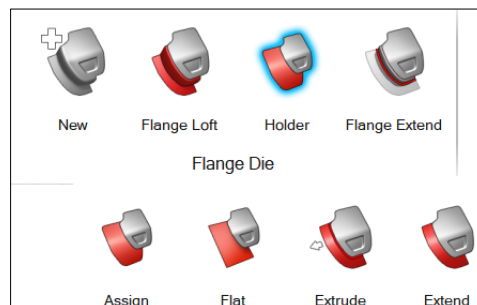 New Flange Loft Holder Flange Extend
Flange Die
Assign Flat Extrude Extend